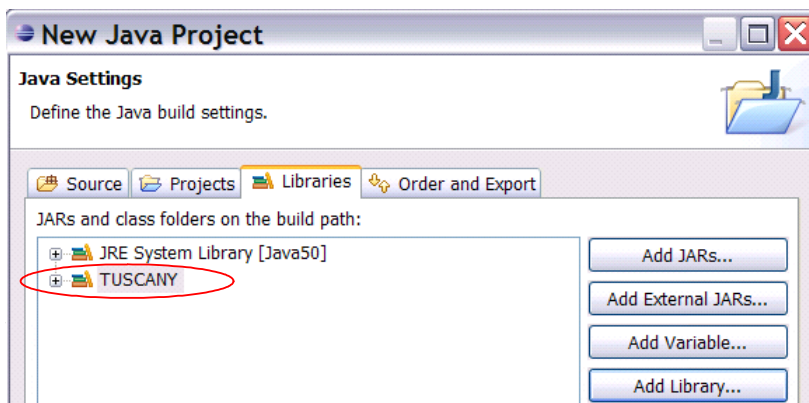 New Java Project
Java Settings
Define the Java build settings.
Source Projects Libraries Order and Export
JARs and class folders on the build path:
JRE System Library [Java50]
TUSCANY
Add JARs...
Add External JARs...
Add Variable...
Add Library...